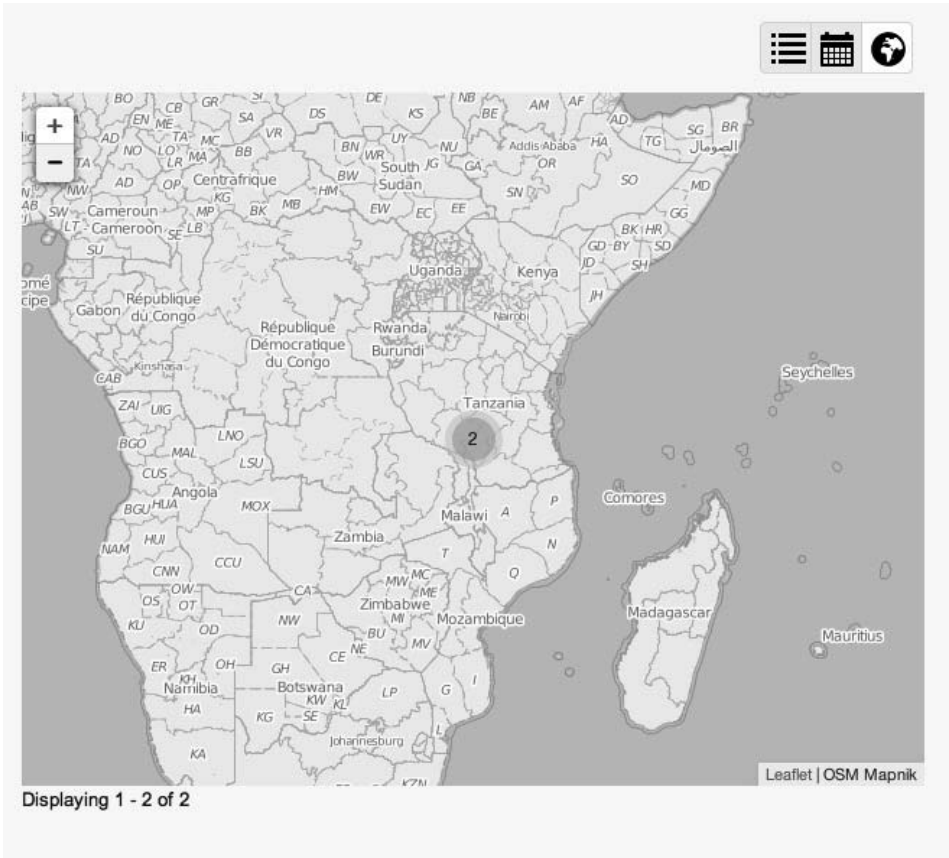 BO
CB
GR
SI
DE
NB
AM
AF
EN
ME
SA
DS
KS
BE
AD
+
AD
TA
MC
VR
UY
NO
LO
MA
BB
BN
WR
NU
Addis Ababa
HA
TG
SG
BR
الصومال
−
TA
LR
South
Sudan
JG
GA
OR
NW
AD
OP
Centrafrique
BW
SN
SO
MD
AB
SW
Cameroun
Cameroon
KG
MP
BK
MB
HM
EW
EC
EE
GG
LT
SE
LB
BK
HR
SU
GD
BY
SD
Uganda
Kenya
JD
SH
omé
cipe
Gabon
République
du Congo
JH
Nairobi
République
Démocratique
du Congo
Rwanda
Burundi
Kinshasa
CAB
Seychelles
ZAI
UIG
Tanzania
BGO
MAL
LNO
2
CUS
LSU
Angola
BGU
HUA
MOX
Malawi
A
P
Comores
NAM
HUI
Zambia
T
N
CNN
CCU
Q
OW
CA
MW
MC
ME
OS
OT
Zimbabwe
MI
Mozambique
Madagascar
KU
OD
NW
BU
MV
Mauritius
ER
OH
GH
CE
NE
KH
Namibia
Botswana
LP
G
I
HA
KG
KW
KL
SE
L
KA
Johannesburg
KZN
Leaflet | OSM Mapnik
Displaying 1 - 2 of 2